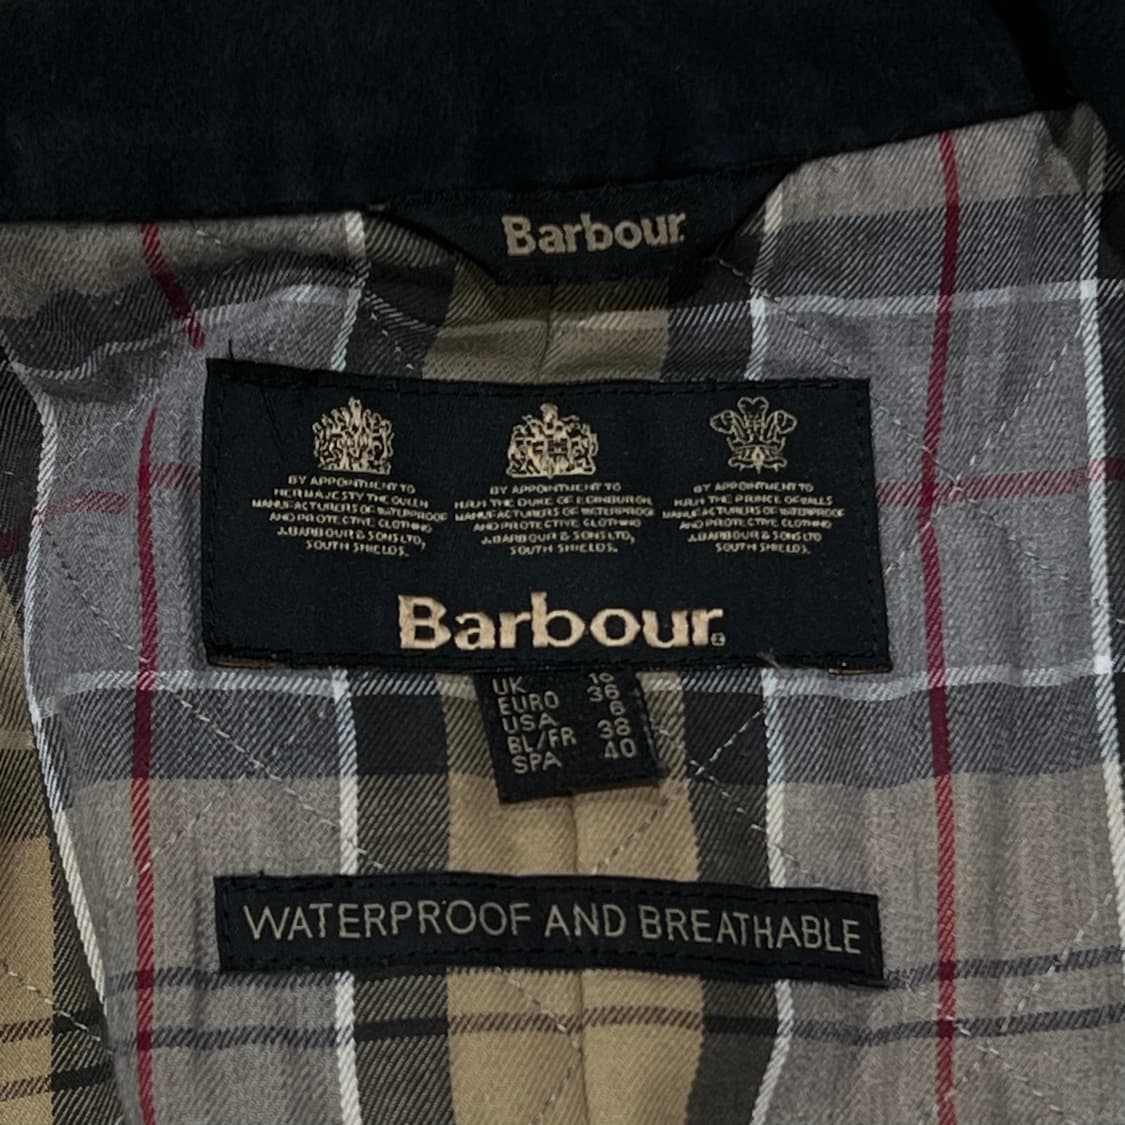 Barbour
BY APPOINTMENT TO
HER MAJESTY THE QUEEN
MANUFACTURERS OF WATERPROOF
AND PROTECTIVE CLOTHING
J.BARBOUR & SONS LTD,
SOUTH SHIELDS.
BY APPOINTMENT TO
H.R.H THE DUKE OF EDINBURGH
MANUFACTURERS OF WATERPROOF
AND PROTECTIVE CLOTHING
J.BARBOUR & SONS LTD,
SOUTH SHIELDS.
BY APPOINTMENT TO
H.R.H THE PRINCE OF WALES
MANUFACTURERS OF WATERPROOF
AND PROTECTIVE CLOTHING
J.BARBOUR & SONS LTD
SOUTH SHIELDS.
Barbour®
UK 10
EURO 36
USA 6
BL/FR 38
SPA 40
WATERPROOF AND BREATHABLE